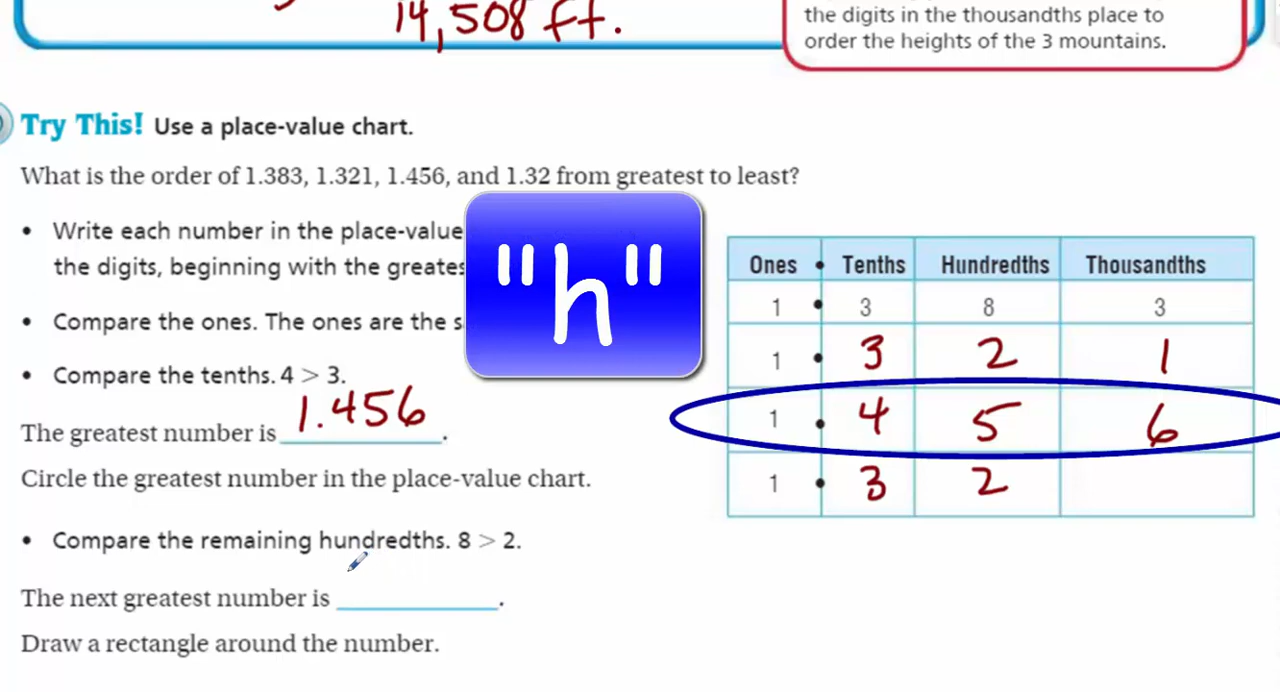 14,508 ft.
the digits in the thousandths place to
order the heights of the 3 mountains.
Try This! Use a place-value chart.
What is the order of 1.383, 1.321, 1.456, and 1.32 from greatest to least?
• Write each number in the place-value
the digits, beginning with the greates
• Compare the ones. The ones are the s
• Compare the tenths. 4 > 3.
The greatest number is 1.456.
Circle the greatest number in the place-value chart.
• Compare the remaining hundredths. 8 > 2.
The next greatest number is ________.
Draw a rectangle around the number.
"h"
Ones • Tenths Hundredths Thousandths
1 • 3 8 3
1 • 3 2 1
1 • 4 5 6
1 • 3 2